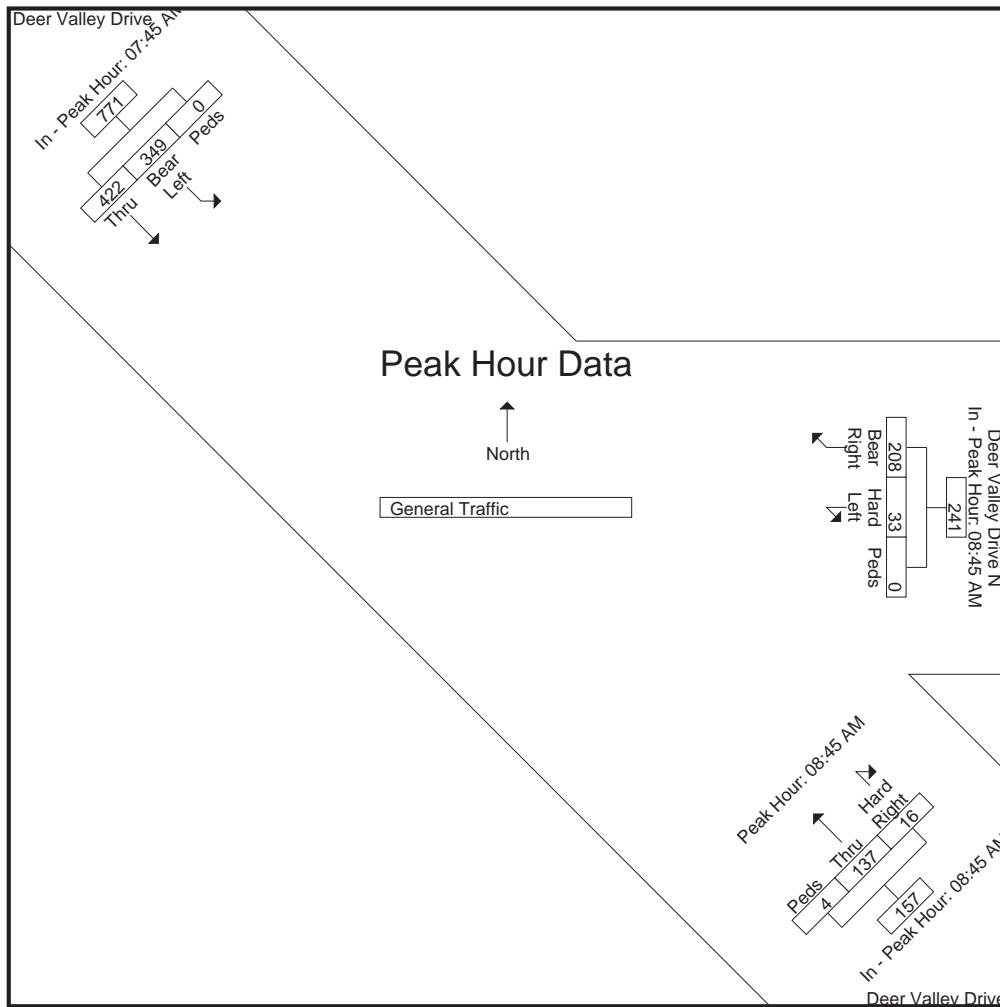 Deer Valley Drive
In - Peak Hour: 07:45 AM
771
422 349 0
Thru
Bear
Left
Peds
Peak Hour Data
North
General Traffic
Deer Valley Drive N
In - Peak Hour: 08:45 AM
241
208 33 0
Bear
Right
Hard
Left
Peds
Peak Hour: 08:45 AM
Hard
Right
Thru
Peds
4 137 16
157
In - Peak Hour: 08:45 AM
Deer Valley Drive